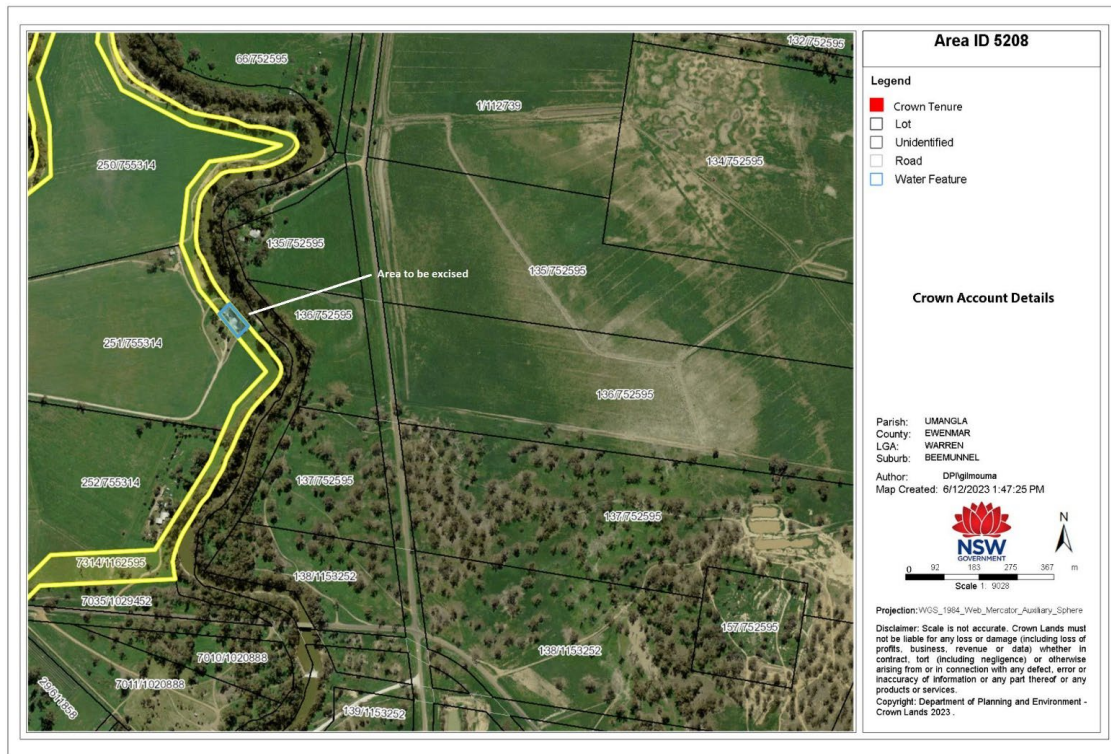 Area ID 5208
Legend
Crown Tenure
Lot
Unidentified
Road
Water Feature
Crown Account Details
Parish: UMANGLA
County: EWENMAR
LGA: WARREN
Suburb: BEEMUNNEL
Author: DPI\gilmouma
Map Created: 6/12/2023 1:47:25 PM
NSW
GOVERNMENT
N
0 92 183 275 367 m
Scale 1: 9028
Projection: WGS_1984_Web_Mercator_Auxiliary_Sphere
Disclaimer: Scale is not accurate. Crown Lands must
not be liable for any loss or damage (including loss of
profits, business, revenue or data) whether in
contract, tort (including negligence) or otherwise
arising from or in connection with any defect, error or
inaccuracy of information or any part thereof or any
products or services.
Copyright: Department of Planning and Environment -
Crown Lands 2023 .
132/752595
66/752595
1/112739
250/755314
134/752595
135/752595
135/752595
Area to be excised
136/752595
251/755314
136/752595
252/755314
137/752595
137/752595
7314/1162595
138/1153252
7035/1029452
157/752595
7010/1020888
138/1153252
7011/1020888
29/611858
139/1153252